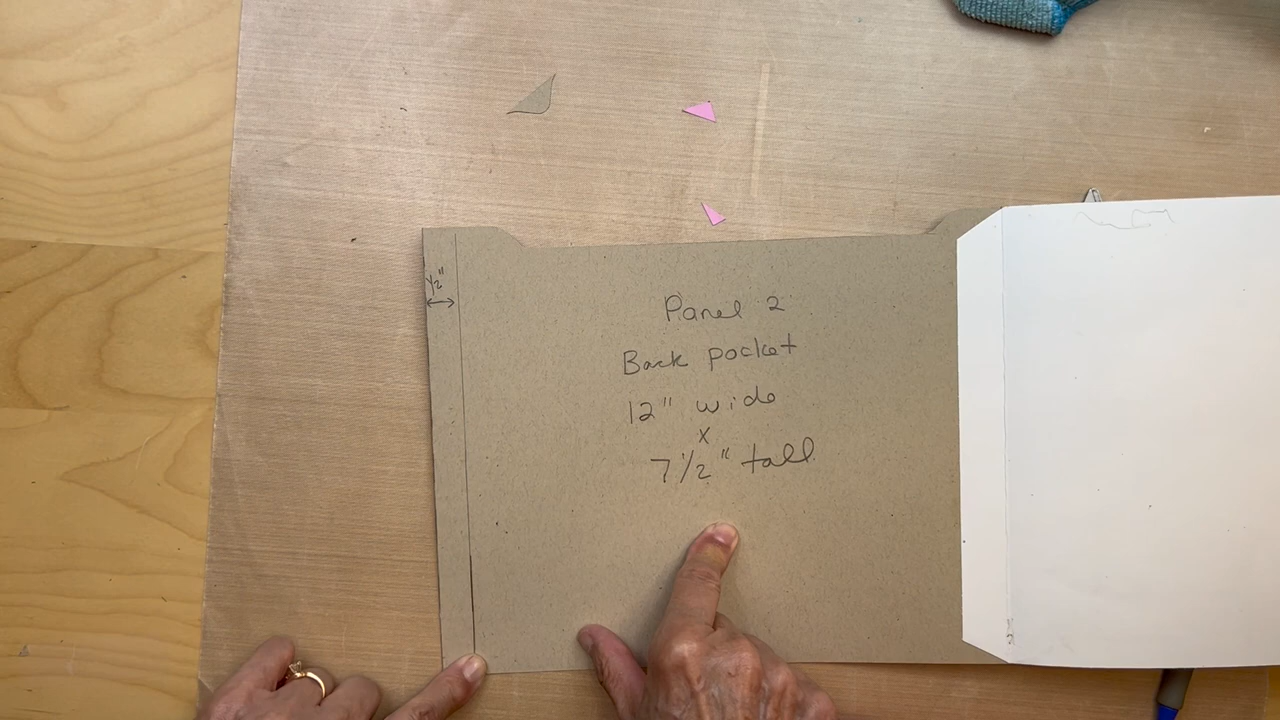 1/2"
Panel 2
Back pocket
12" wide
x
7 1/2" tall